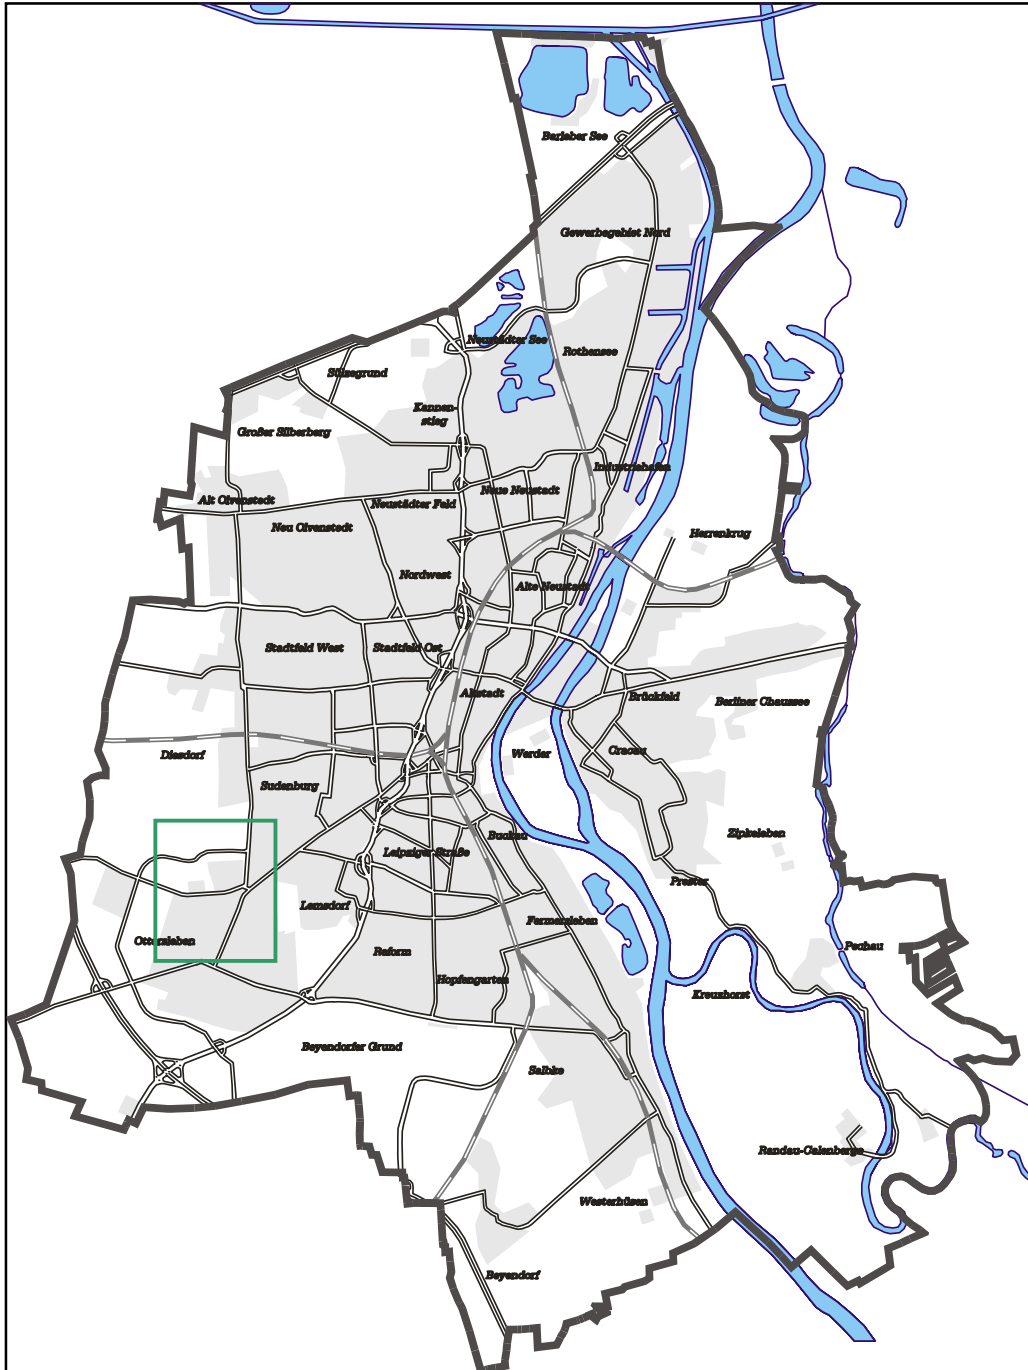 Barleber See
Gewerbegebiet Nord
Neustädter See
Rothensee
Sülzegrund
Kannen-
stieg
Großer Silberberg
Industriehafen
Neue Neustadt
Alt Olvenstedt
Neustädter Feld
Neu Olvenstedt
Herrenkrug
Nordwest
Alte Neustadt
Stadtfeld West
Stadtfeld Ost
Altstadt
Brückfeld
Berliner Chaussee
Cracau
Werder
Diesdorf
Sudenburg
Zipkeleben
Buckau
Leipziger Straße
Prester
Lemsdorf
Fermersleben
Ottersleben
Pechau
Reform
Hopfengarten
Kreuzhorst
Beyendorfer Grund
Salbke
Randau-Calenberge
Westerhüsen
Beyendorf